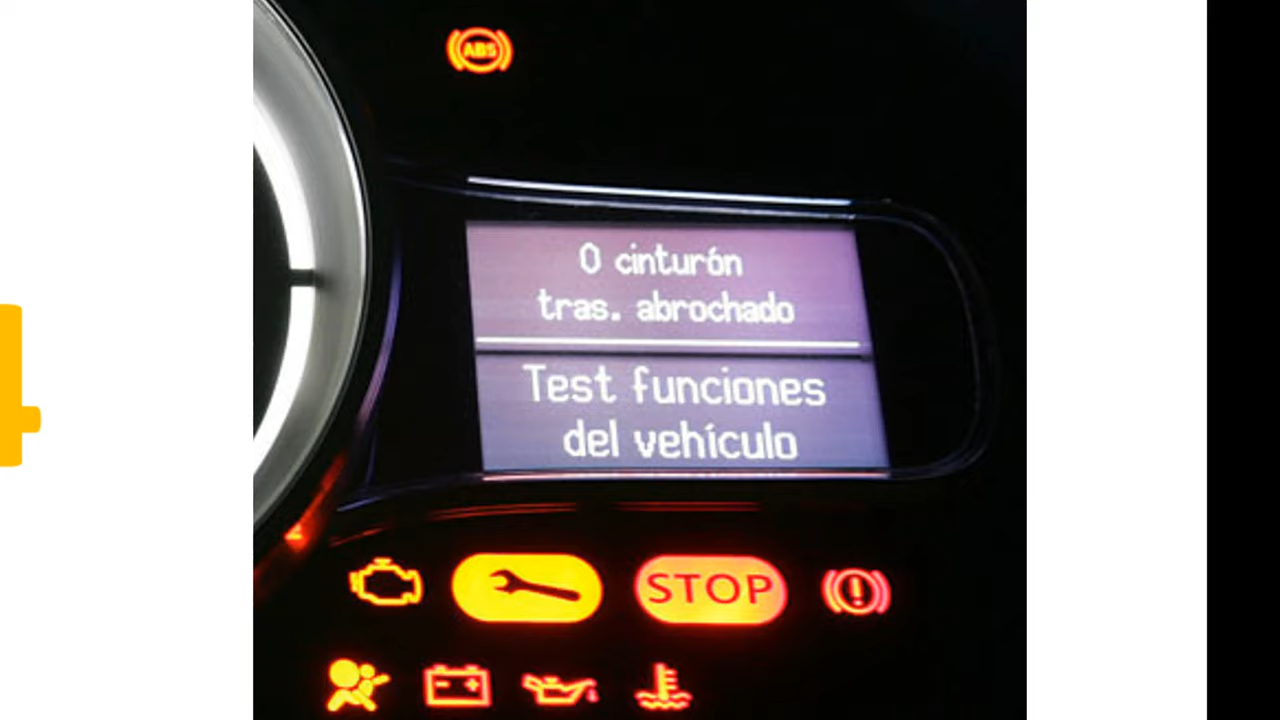 ABS
0 cinturón
tras. abrochado
Test funciones
del vehículo
STOP